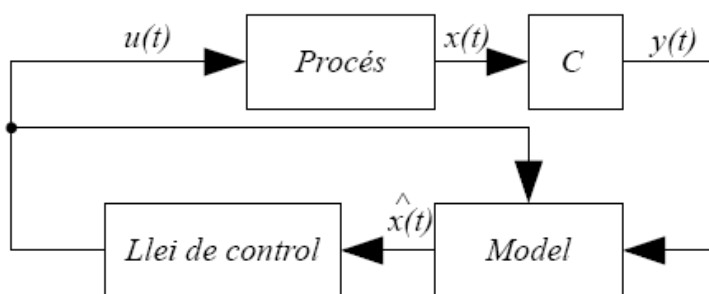 u(t)
Procés
x(t)
C
y(t)
Llei de control
x̂(t)
Model